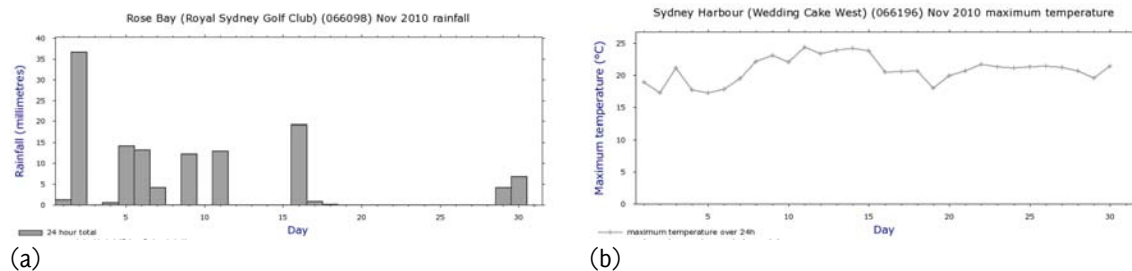 Rose Bay (Royal Sydney Golf Club) (066098) Nov 2010 rainfall
Rainfall (millimetres)
40
35
30
25
20
15
10
5
0
5
10
15
20
25
30
Day
24 hour total
(a)
Sydney Harbour (Wedding Cake West) (066196) Nov 2010 maximum temperature
Maximum temperature (°C)
25
20
15
10
5
0
5
10
15
20
25
30
Day
maximum temperature over 24h
(b)